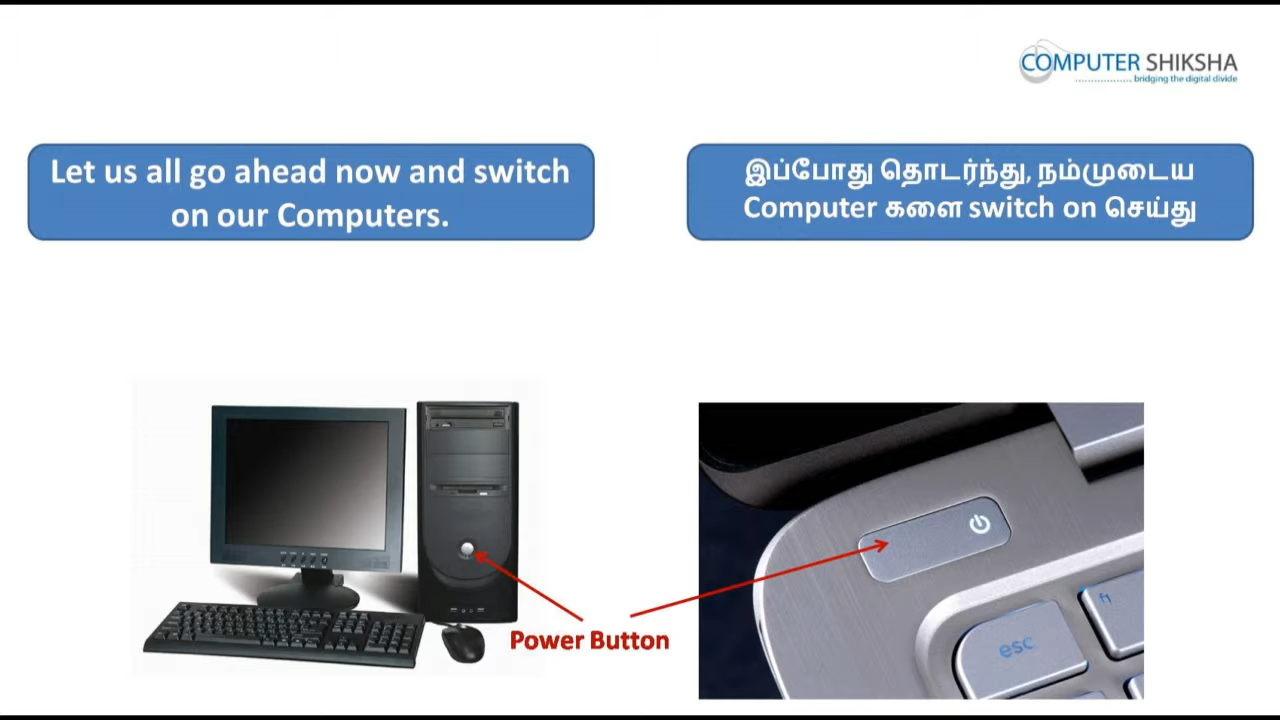 COMPUTER SHIKSHA
bridging the digital divide
Let us all go ahead now and switch
on our Computers.
இப்போது தொடர்ந்து, நம்முடைய
Computer களை switch on செய்து
Power Button
esc
f1